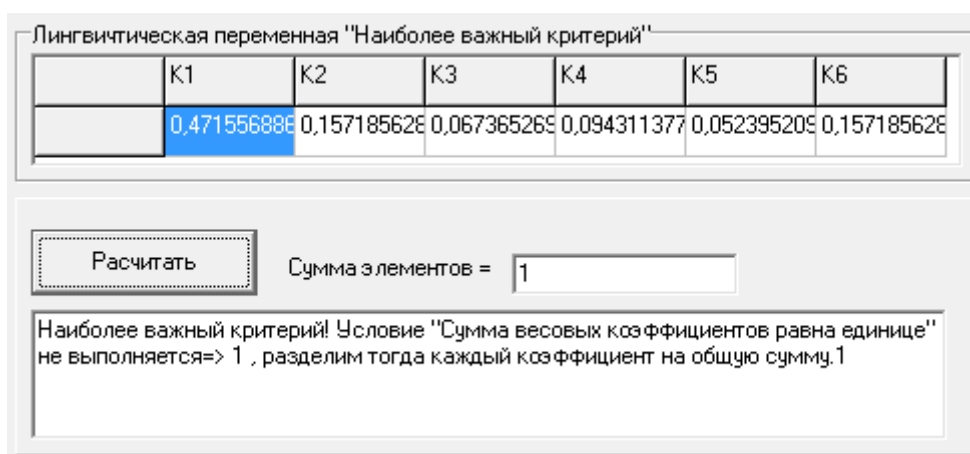 Лингвичтическая переменная "Наиболее важный критерий"
K1 K2 K3 K4 K5 K6
0,471556888 0,157185628 0,067365269 0,094311377 0,052395209 0,157185628
Расчитать
Сумма элементов = 1
Наиболее важный критерий! Условие "Сумма весовых коэффициентов равна единице"
не выполняется=> 1 , разделим тогда каждый коэффициент на общую сумму.1